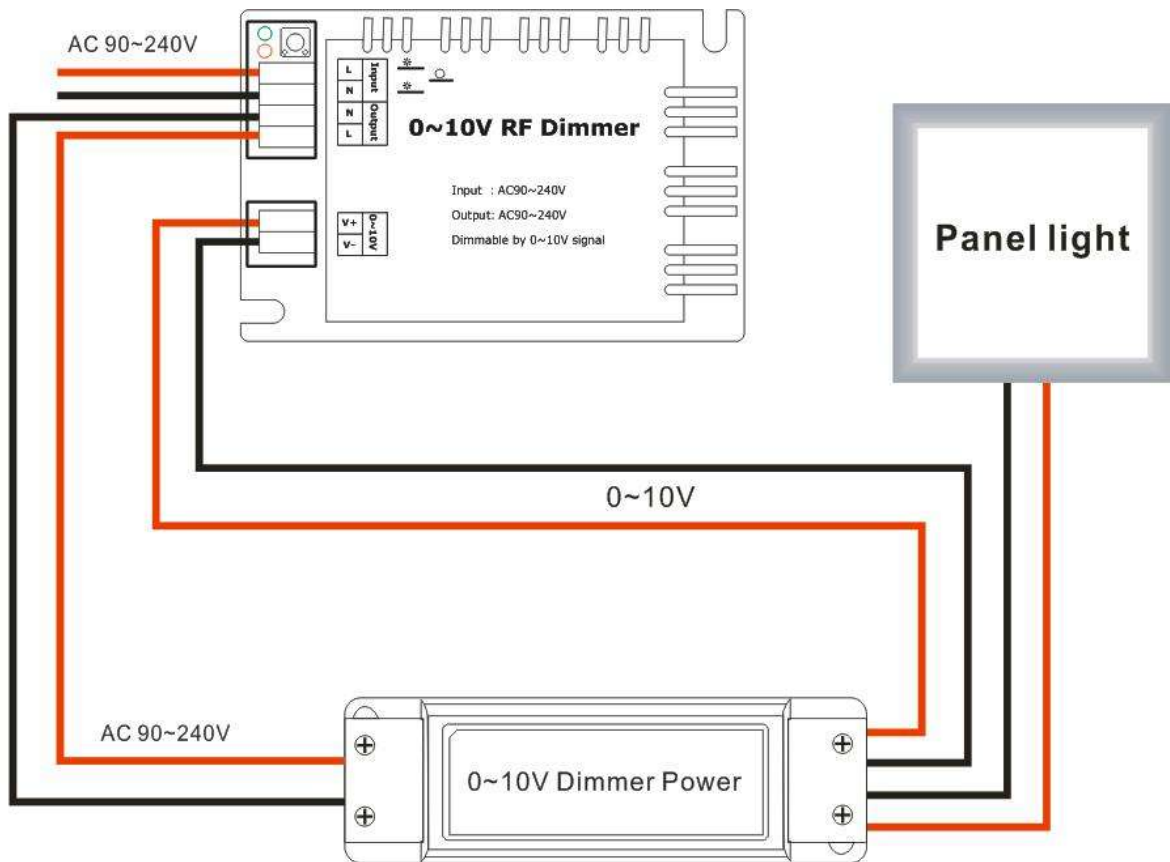 AC 90~240V
L
N
Input
N
L
Output
0~10V RF Dimmer
Input : AC90~240V
Output: AC90~240V
Dimmable by 0~10V signal
V+
V-
0~10V
Panel light
0~10V
AC 90~240V
0~10V Dimmer Power